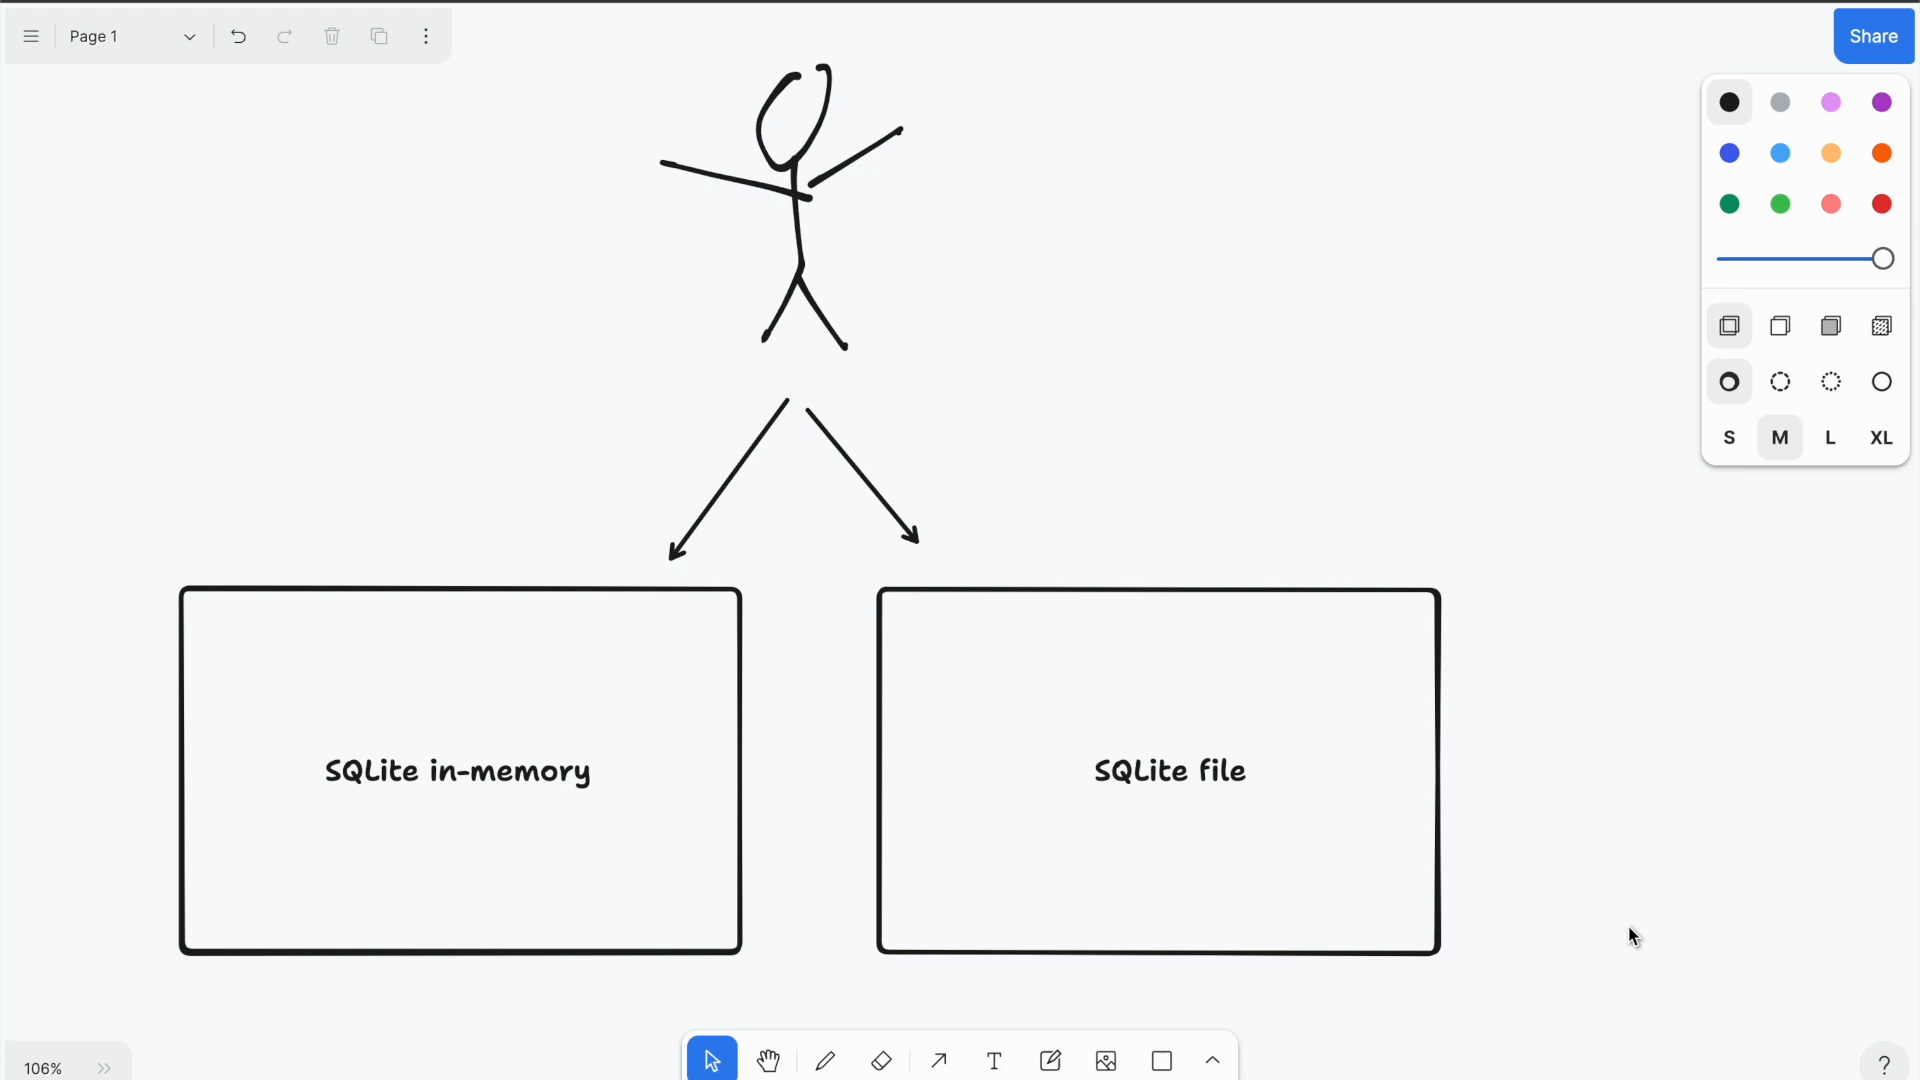 Page 1
Share
S M L XL
SQLite in-memory
SQLite file
106%
T
?